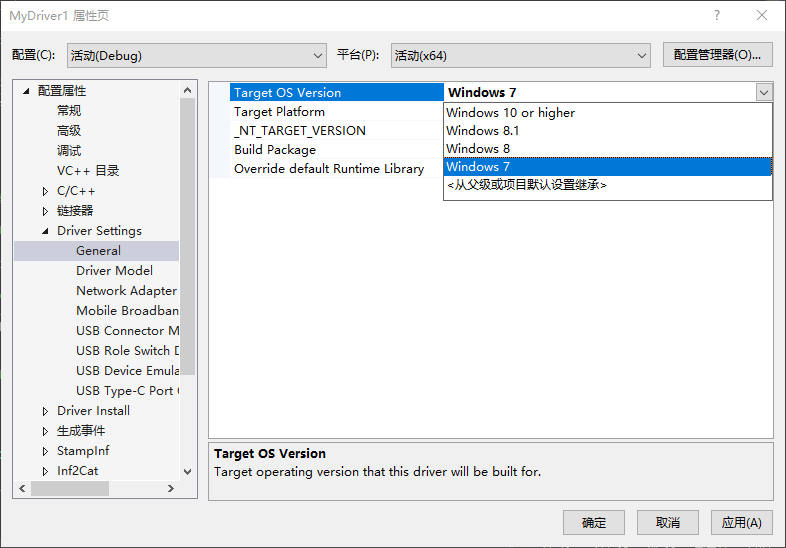 MyDriver1 属性页
配置(C): 活动(Debug) 平台(P): 活动(x64) 配置管理器(O)...
配置属性
常规
高级
调试
VC++ 目录
C/C++
链接器
Driver Settings
General
Driver Model
Network Adapter
Mobile Broadban
USB Connector M
USB Role Switch D
USB Device Emula
USB Type-C Port
Driver Install
生成事件
StampInf
Inf2Cat
Target OS Version Windows 7
Target Platform
_NT_TARGET_VERSION
Build Package
Override default Runtime Library
Windows 10 or higher
Windows 8.1
Windows 8
Windows 7
<从父级或项目默认设置继承>
Target OS Version
Target operating version that this driver will be built for.
确定 取消 应用(A)